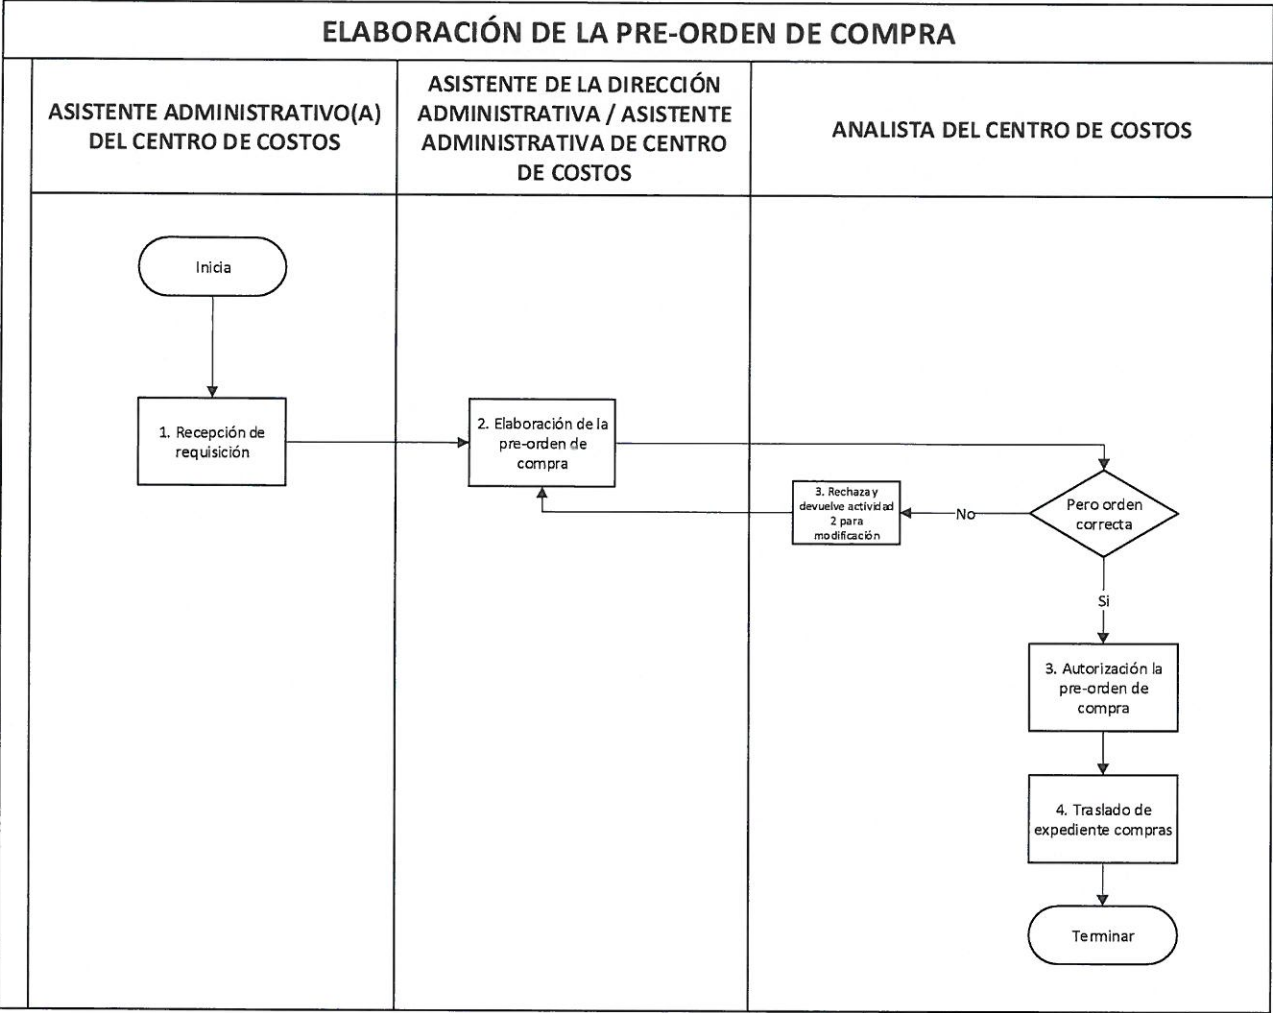 ELABORACIÓN DE LA PRE-ORDEN DE COMPRA
ASISTENTE ADMINISTRATIVO(A)
DEL CENTRO DE COSTOS
ASISTENTE DE LA DIRECCIÓN
ADMINISTRATIVA / ASISTENTE
ADMINISTRATIVA DE CENTRO
DE COSTOS
ANALISTA DEL CENTRO DE COSTOS
Inicia
1. Recepción de
requisición
2. Elaboración de la
pre-orden de
compra
3. Rechaza y
devuelve actividad
2 para
modificación
No
Pero orden
correcta
Si
3. Autorización la
pre-orden de
compra
4. Traslado de
expediente compras
Terminar